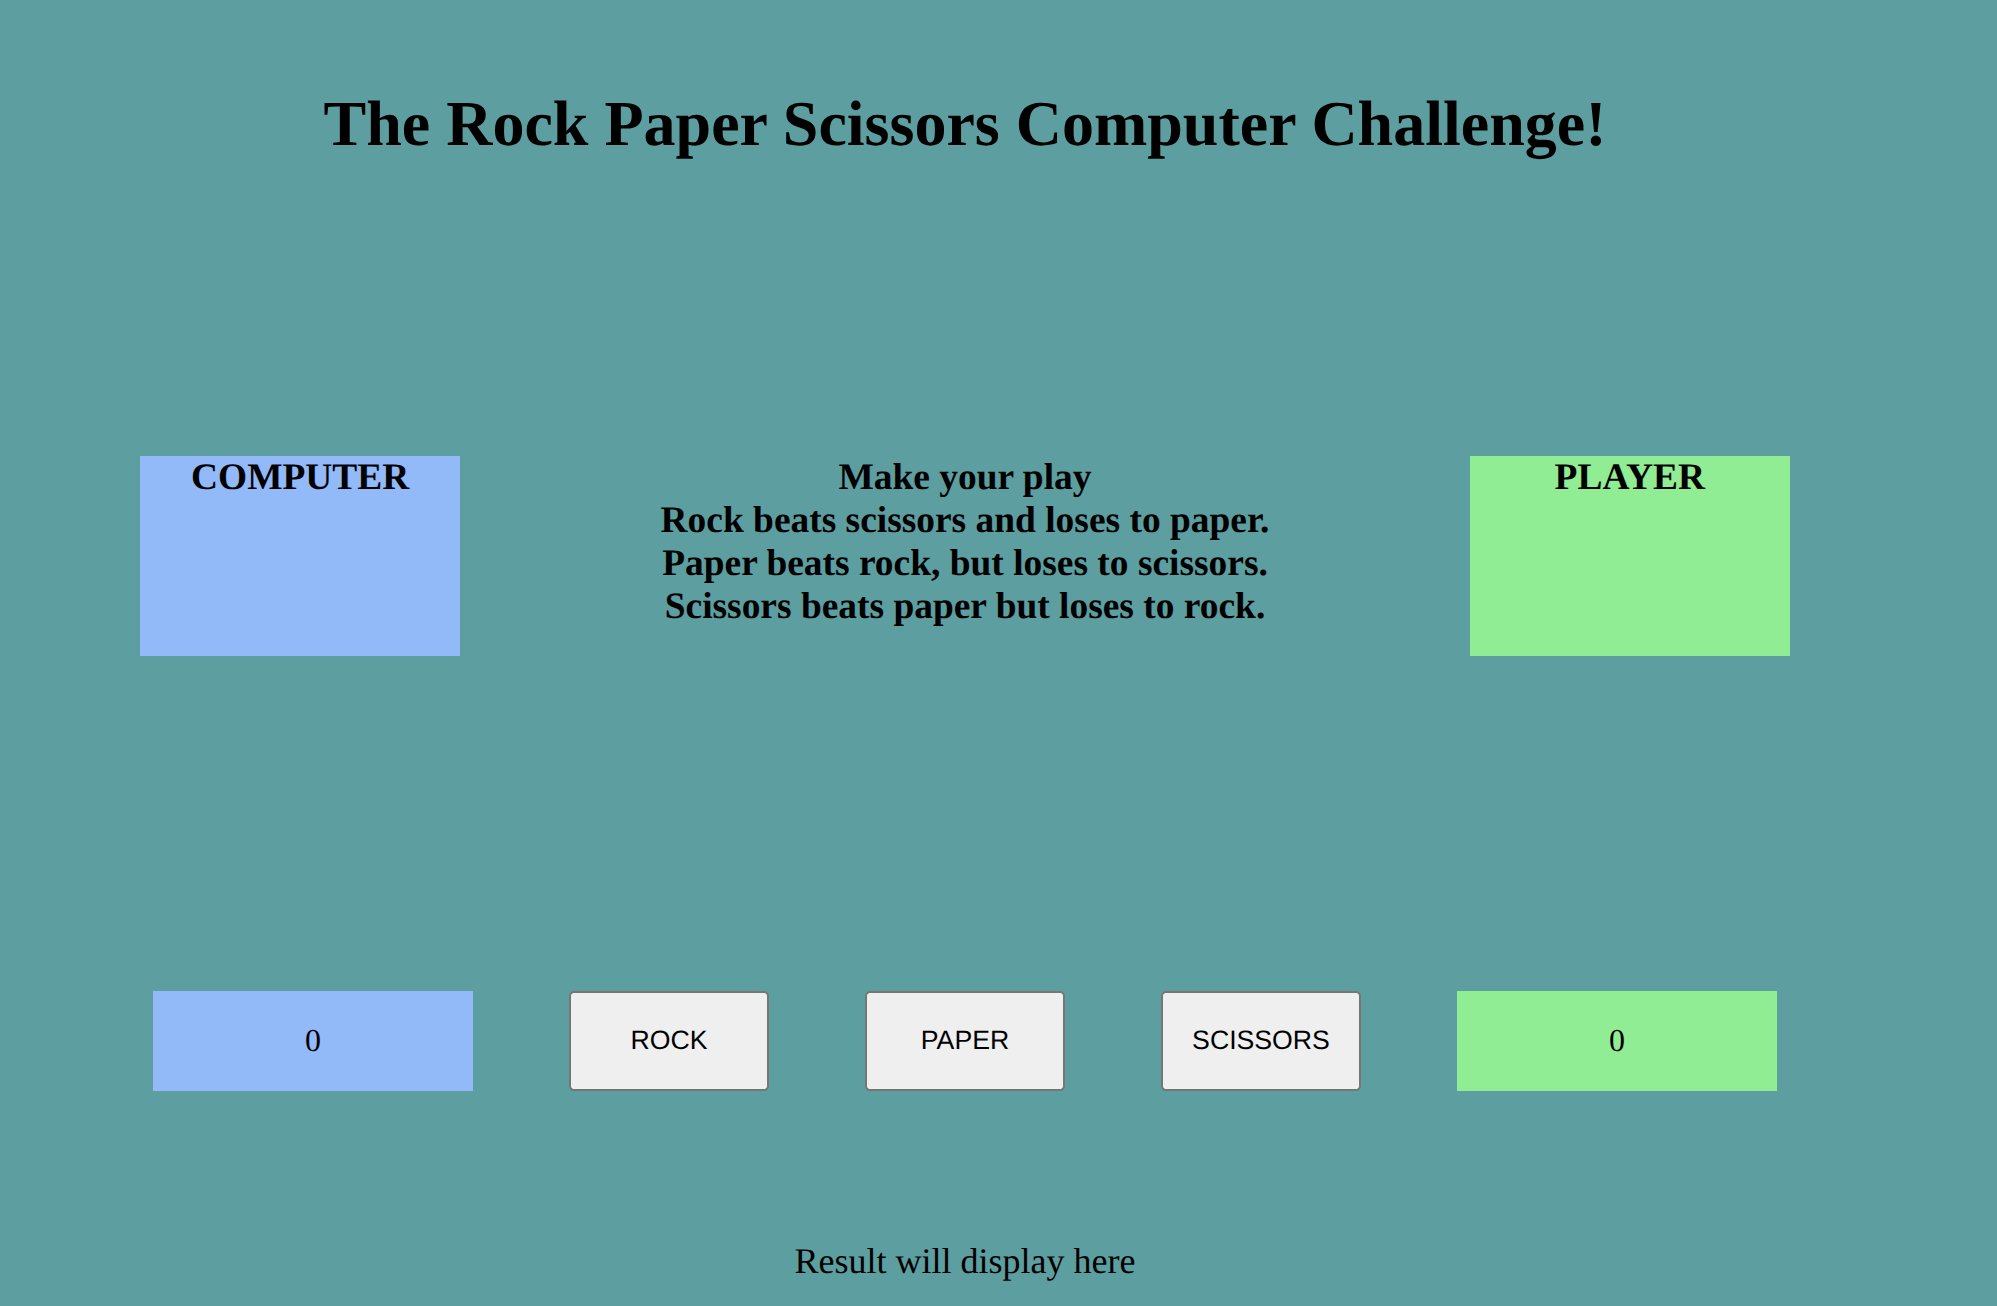 The Rock Paper Scissors Computer Challenge!
COMPUTER
Make your play
Rock beats scissors and loses to paper.
Paper beats rock, but loses to scissors.
Scissors beats paper but loses to rock.
PLAYER
0
ROCK
PAPER
SCISSORS
0
Result will display here